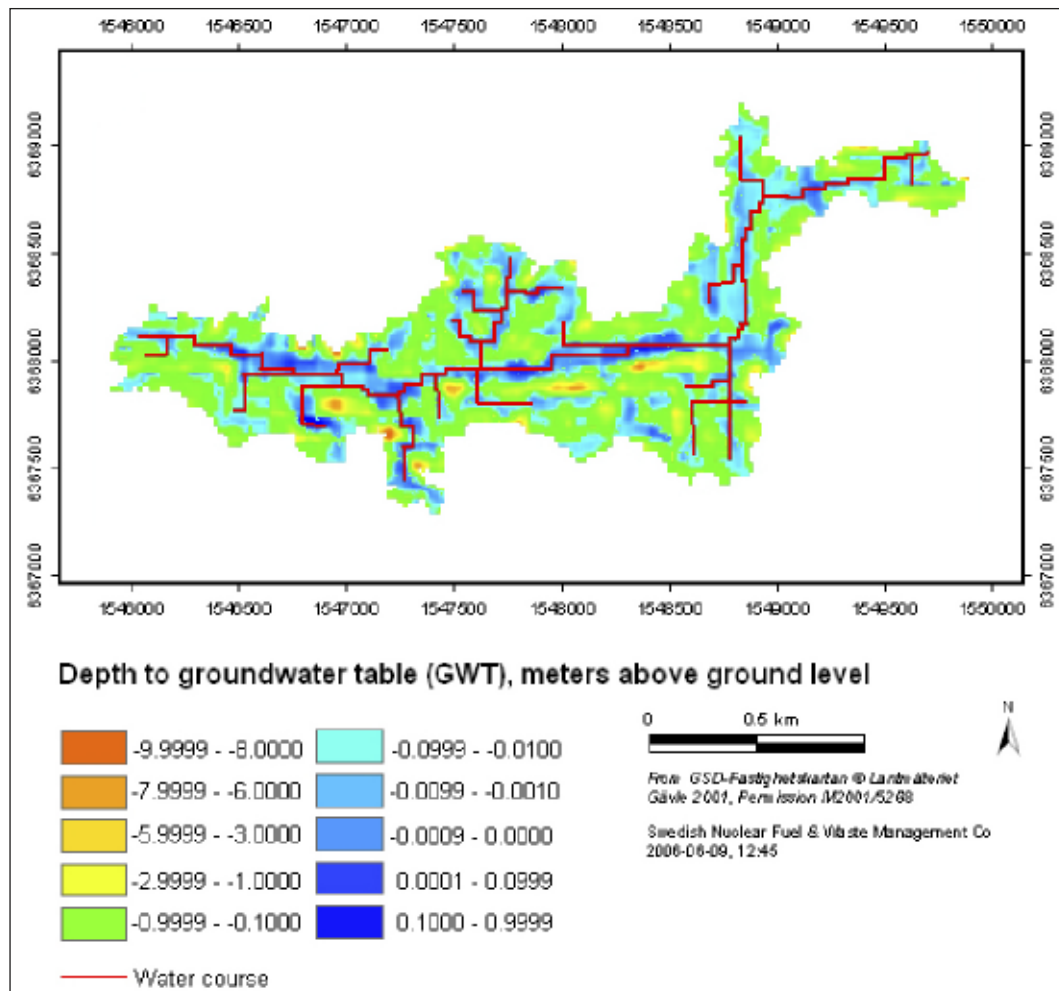 1546000 1546500 1547000 1547500 1548000 1548500 1549000 1549500 1550000
6369000 6369000
6368500 6368500
6368000 6368000
6367500 6367500
6367000 6367000
1546000 1546500 1547000 1547500 1548000 1548500 1549000 1549500 1550000
Depth to groundwater table (GWT), meters above ground level
-9.9999 - -8.0000
-7.9999 - -6.0000
-5.9999 - -3.0000
-2.9999 - -1.0000
-0.9999 - -0.1000
-0.0999 - -0.0100
-0.0099 - -0.0010
-0.0009 - 0.0000
0.0001 - 0.0999
0.1000 - 0.9999
Water course
0 0.5 km
N
From GSD-Fastighetskartan © Lantmäteriet
Gävle 2001, Permission M2001/5268
Swedish Nuclear Fuel & Waste Management Co
2006-06-09, 12:45